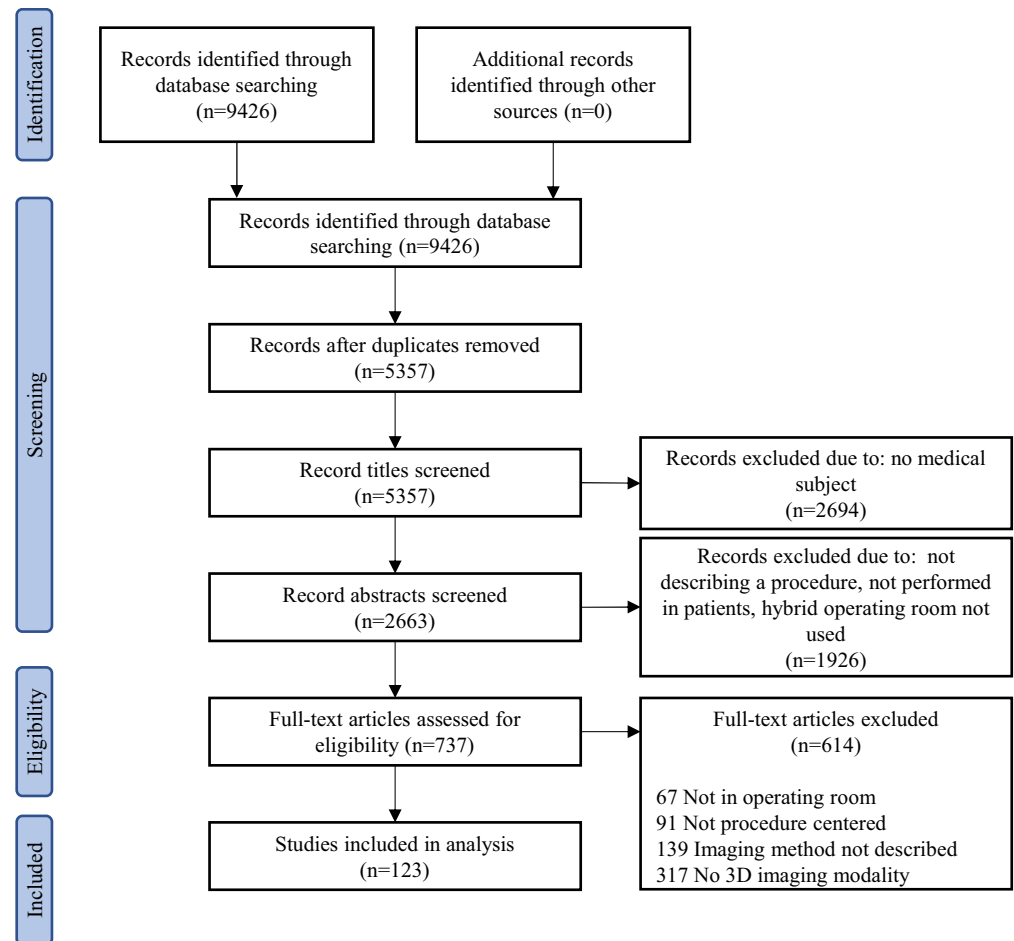 Identification
Records identified through
database searching
(n=9426)
Additional records
identified through other
sources (n=0)
Screening
Records identified through database
searching (n=9426)
Records after duplicates removed
(n=5357)
Record titles screened
(n=5357)
Records excluded due to: no medical
subject
(n=2694)
Record abstracts screened
(n=2663)
Records excluded due to:  not
describing a procedure, not performed
in patients, hybrid operating room not
used
(n=1926)
Eligibility
Full-text articles assessed for
eligibility (n=737)
Full-text articles excluded
(n=614)
67 Not in operating room
91 Not procedure centered
139 Imaging method not described
317 No 3D imaging modality
Included
Studies included in analysis
(n=123)